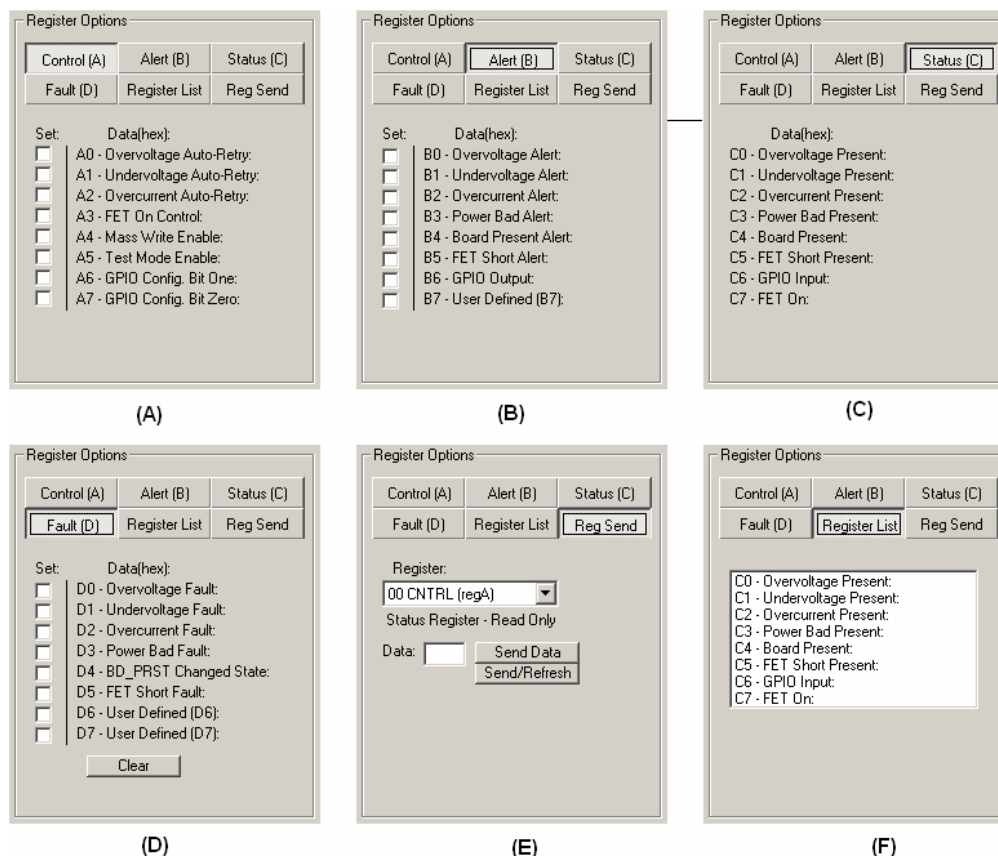 Register Options
Control (A) Alert (B) Status (C)
Fault (D) Register List Reg Send
Set: Data(hex):
A0 - Overvoltage Auto-Retry:
A1 - Undervoltage Auto-Retry:
A2 - Overcurrent Auto-Retry:
A3 - FET On Control:
A4 - Mass Write Enable:
A5 - Test Mode Enable:
A6 - GPIO Config. Bit One:
A7 - GPIO Config. Bit Zero:
(A)
Register Options
Control (A) Alert (B) Status (C)
Fault (D) Register List Reg Send
Set: Data(hex):
B0 - Overvoltage Alert:
B1 - Undervoltage Alert:
B2 - Overcurrent Alert:
B3 - Power Bad Alert:
B4 - Board Present Alert:
B5 - FET Short Alert:
B6 - GPIO Output:
B7 - User Defined (B7):
(B)
Register Options
Control (A) Alert (B) Status (C)
Fault (D) Register List Reg Send
Data(hex):
C0 - Overvoltage Present:
C1 - Undervoltage Present:
C2 - Overcurrent Present:
C3 - Power Bad Present:
C4 - Board Present:
C5 - FET Short Present:
C6 - GPIO Input:
C7 - FET On:
(C)
Register Options
Control (A) Alert (B) Status (C)
Fault (D) Register List Reg Send
Set: Data(hex):
D0 - Overvoltage Fault:
D1 - Undervoltage Fault:
D2 - Overcurrent Fault:
D3 - Power Bad Fault:
D4 - BD_PRST Changed State:
D5 - FET Short Fault:
D6 - User Defined (D6):
D7 - User Defined (D7):
Clear
(D)
Register Options
Control (A) Alert (B) Status (C)
Fault (D) Register List Reg Send
Register:
00 CNTRL (regA)
Status Register - Read Only
Data: Send Data
Send/Refresh
(E)
Register Options
Control (A) Alert (B) Status (C)
Fault (D) Register List Reg Send
C0 - Overvoltage Present:
C1 - Undervoltage Present:
C2 - Overcurrent Present:
C3 - Power Bad Present:
C4 - Board Present:
C5 - FET Short Present:
C6 - GPIO Input:
C7 - FET On:
(F)